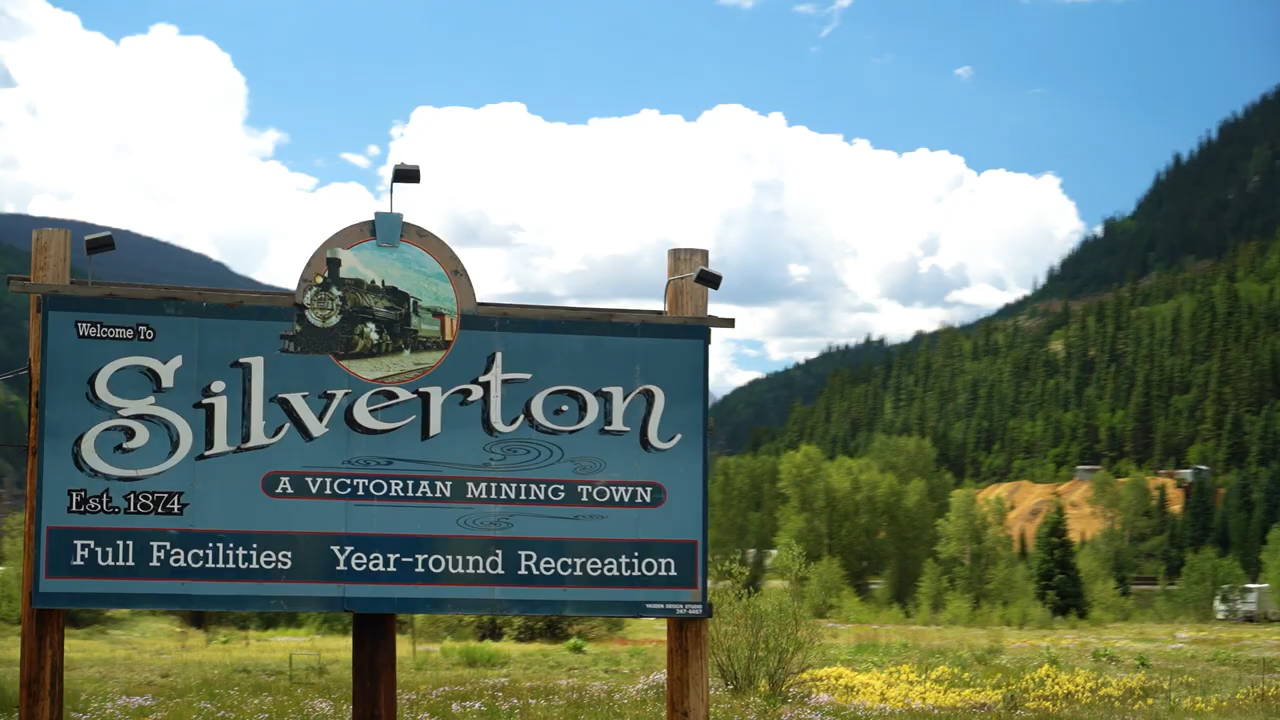 Welcome To
Silverton
A VICTORIAN MINING TOWN
Est. 1874
Full Facilities Year-round Recreation